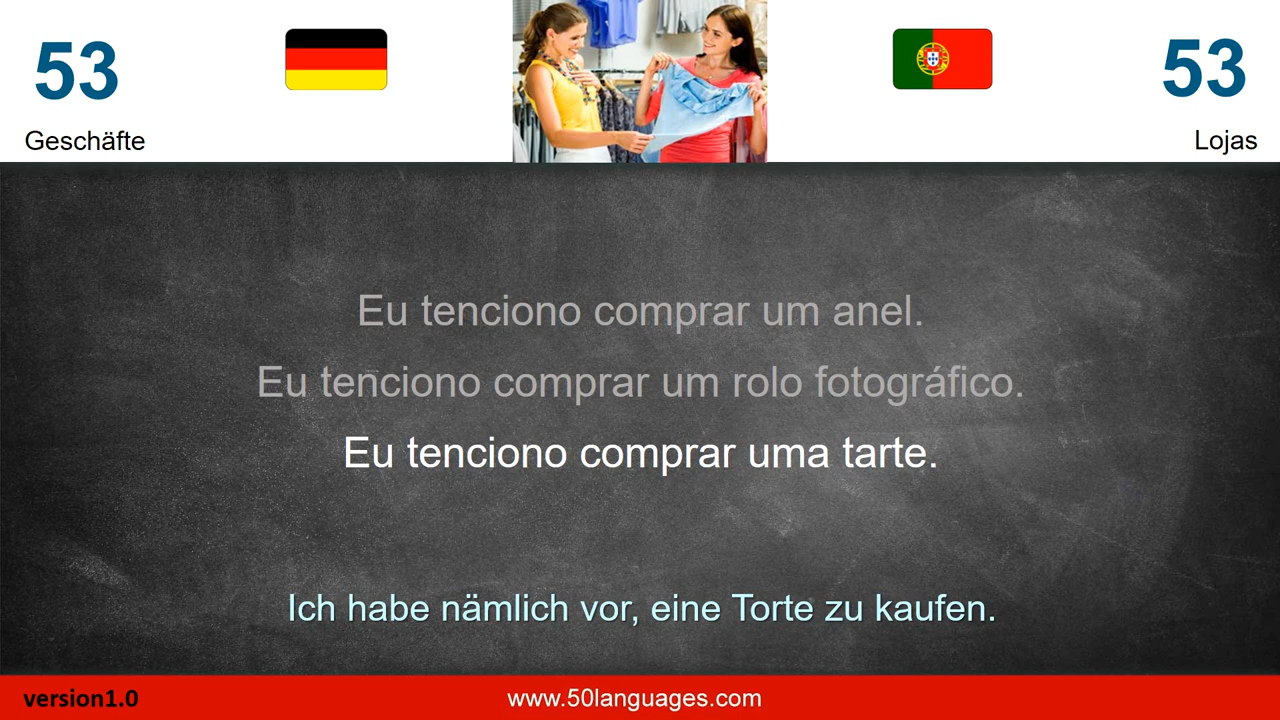 53
53
Geschäfte
Lojas
Eu tenciono comprar um anel.
Eu tenciono comprar um rolo fotográfico.
Eu tenciono comprar uma tarte.
Ich habe nämlich vor, eine Torte zu kaufen.
version1.0
www.50languages.com